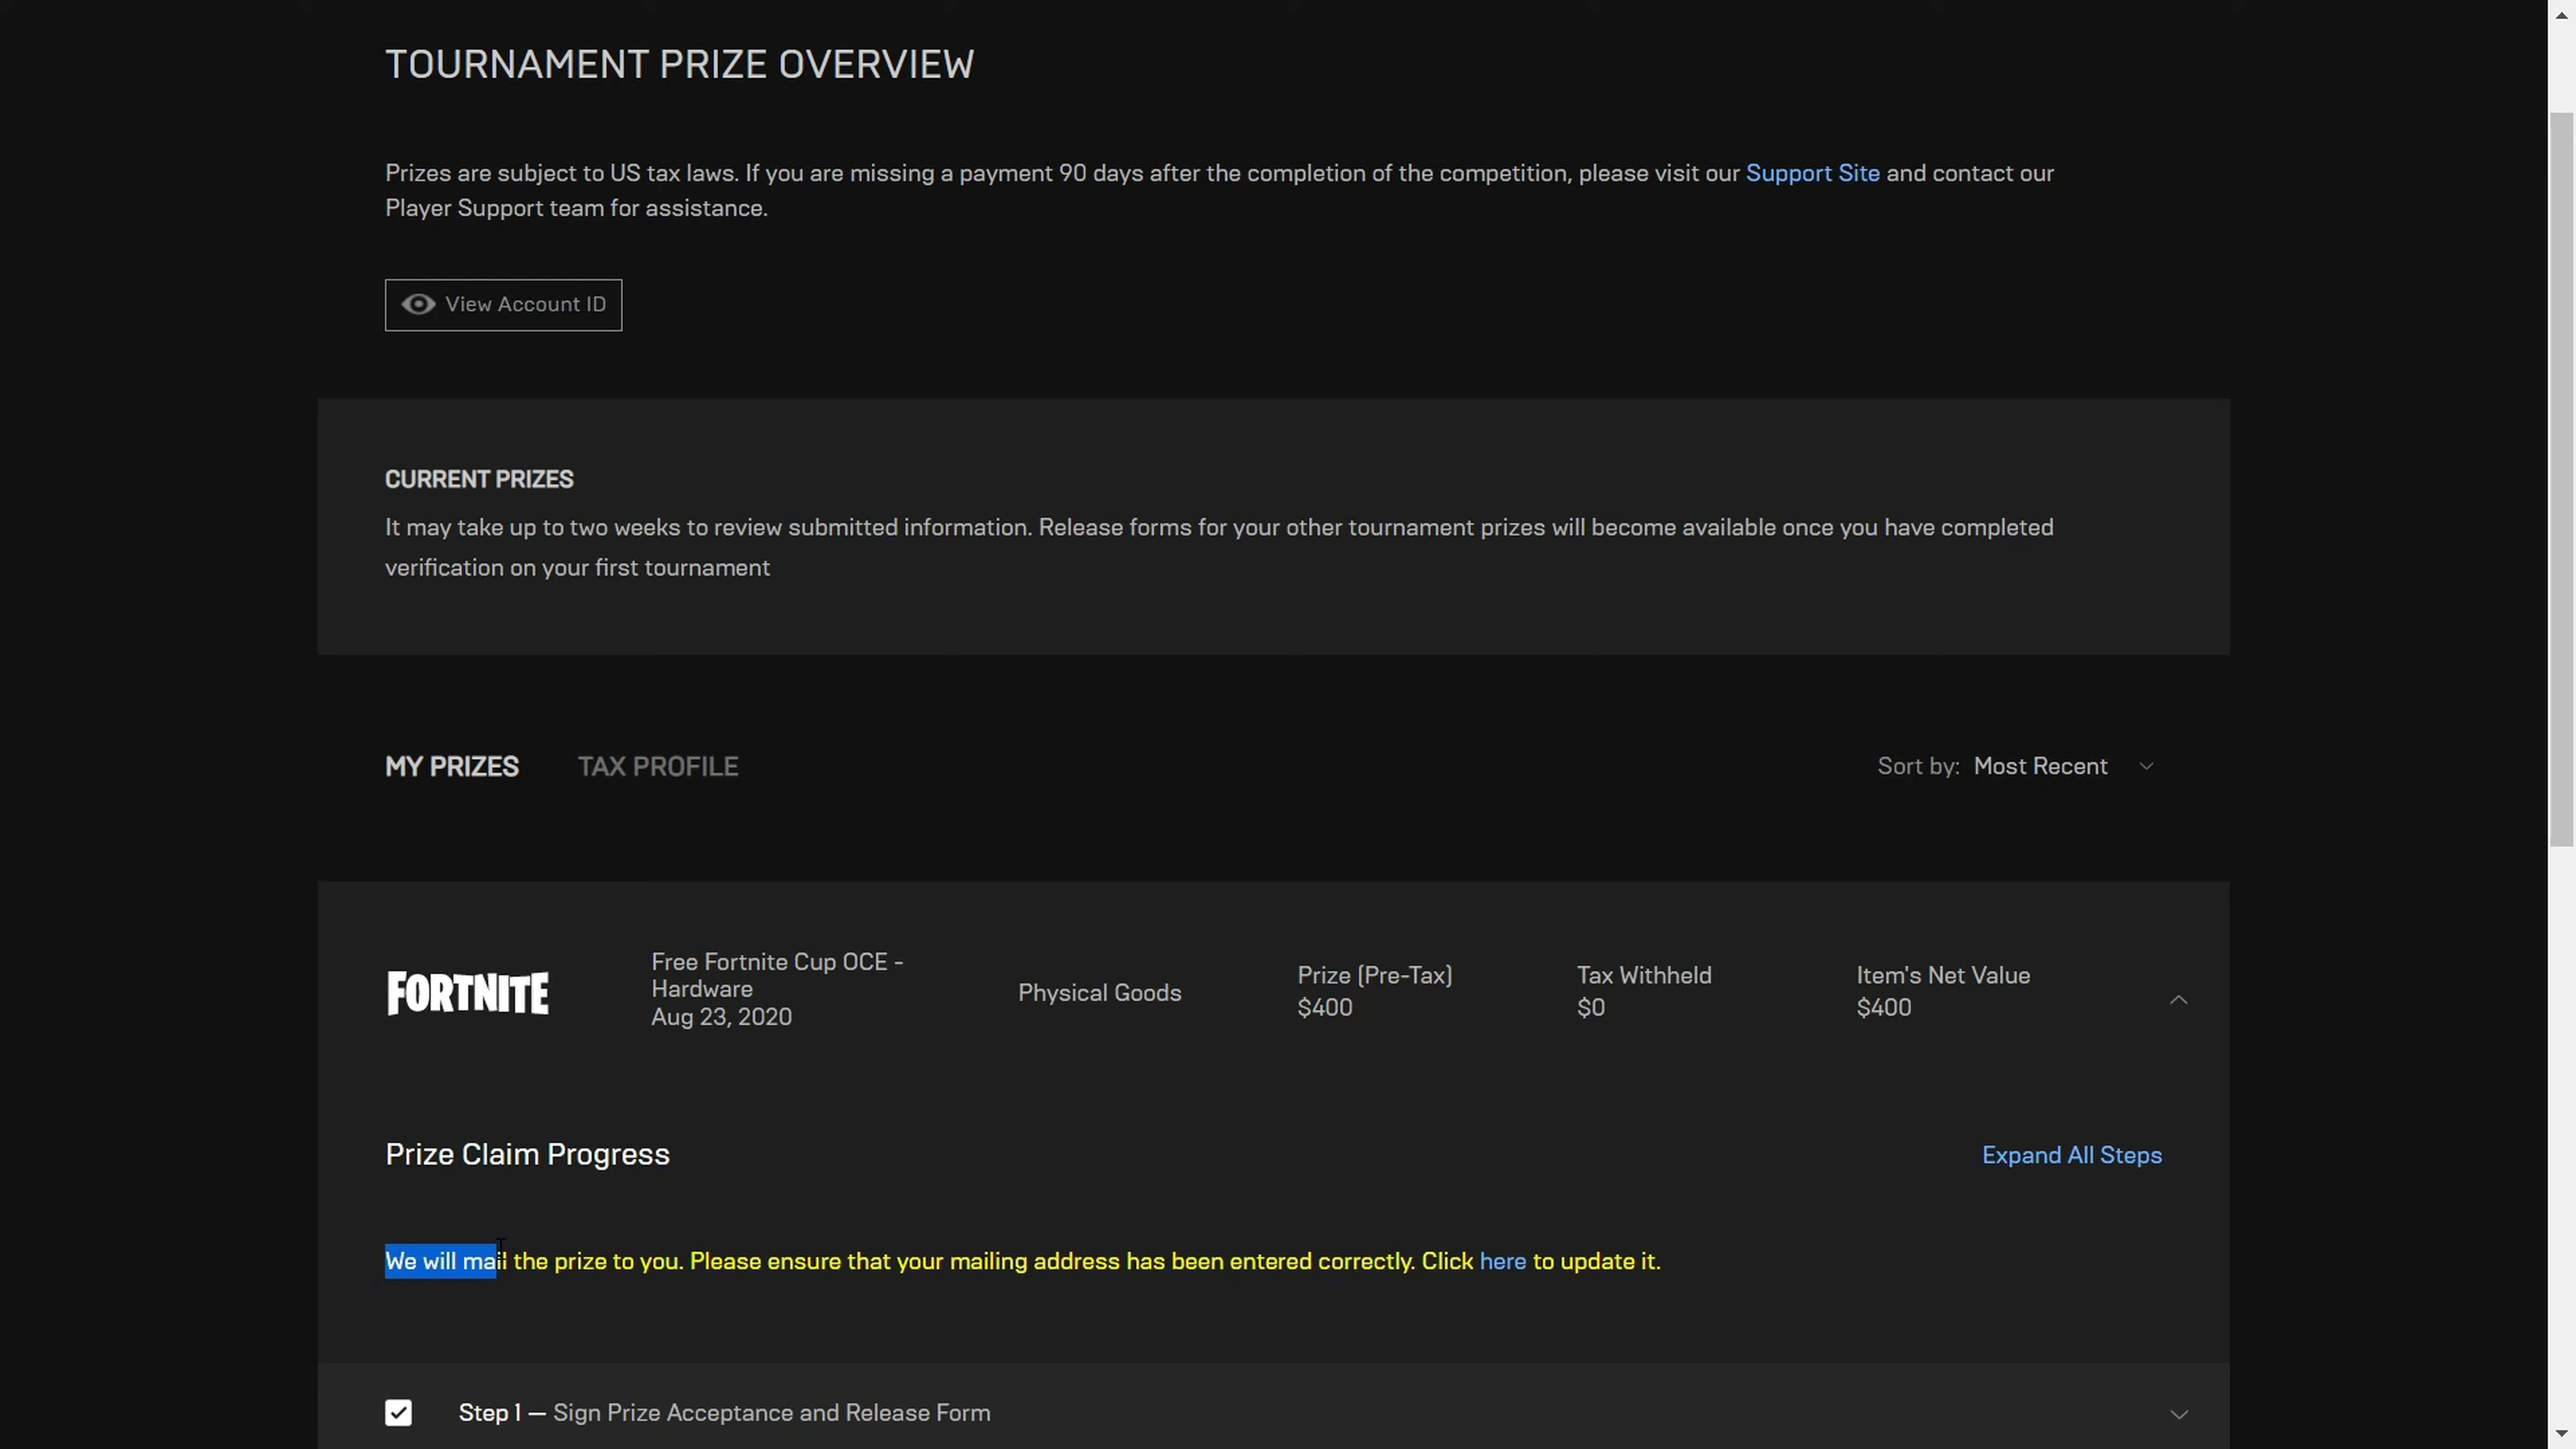 TOURNAMENT PRIZE OVERVIEW
Prizes are subject to US tax laws. If you are missing a payment 90 days after the completion of the competition, please visit our Support Site and contact our
Player Support team for assistance.
View Account ID
CURRENT PRIZES
It may take up to two weeks to review submitted information. Release forms for your other tournament prizes will become available once you have completed
verification on your first tournament
MY PRIZES TAX PROFILE Sort by: Most Recent
FORTNITE
Free Fortnite Cup OCE -
Hardware
Aug 23, 2020
Physical Goods
Prize (Pre-Tax)
$400
Tax Withheld
$0
Item's Net Value
$400
Prize Claim Progress
Expand All Steps
We will mail the prize to you. Please ensure that your mailing address has been entered correctly. Click here to update it.
Step 1 — Sign Prize Acceptance and Release Form